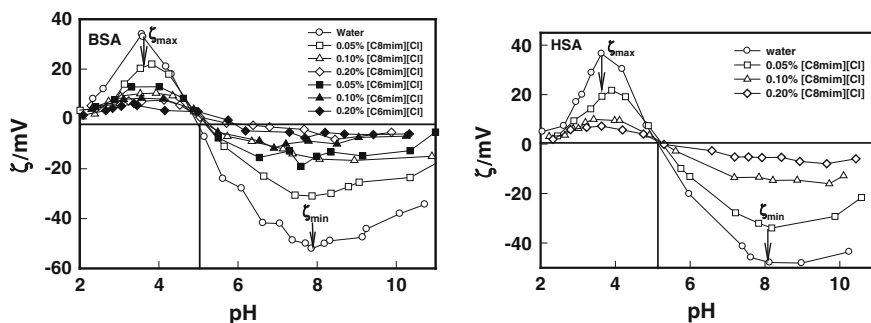 BSA
ζmax
Water
0.05% [C8mim][Cl]
0.10% [C8mim][Cl]
0.20% [C8mim][Cl]
0.05% [C6mim][Cl]
0.10% [C6mim][Cl]
0.20% [C6mim][Cl]
ζmin
40
20
0
-20
-40
-60
ζ/mV
2 4 6 8 10
pH
HSA
ζmax
water
0.05% [C8mim][Cl]
0.10% [C8mim][Cl]
0.20% [C8mim][Cl]
ζmin
40
20
0
-20
-40
ζ/mV
2 4 6 8 10
pH